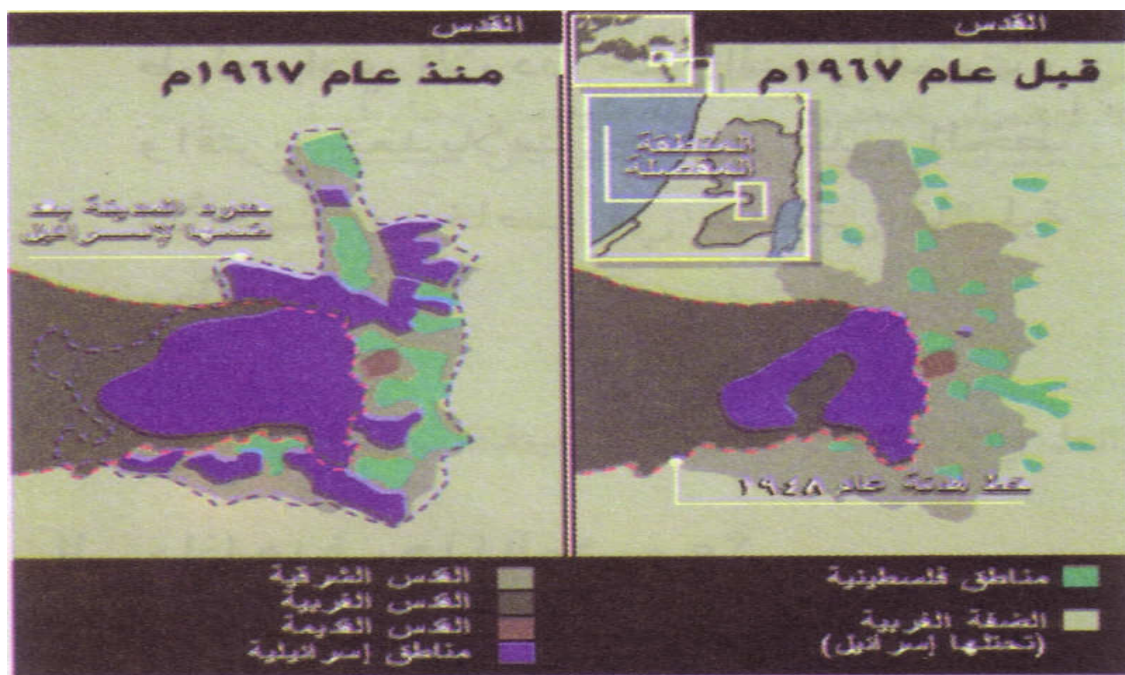 القدس
قبل عام ١٩٦٧م
المنطقة
المفصلة
خط هدنة عام ١٩٤٨
مناطق فلسطينية
الضفة الغربية
(تحتلها إسرائيل)
القدس
منذ عام ١٩٦٧م
حدود المدينة بعد
ضمها لإسرائيل
القدس الشرقية
القدس الغربية
القدس القديمة
مناطق إسرائيلية